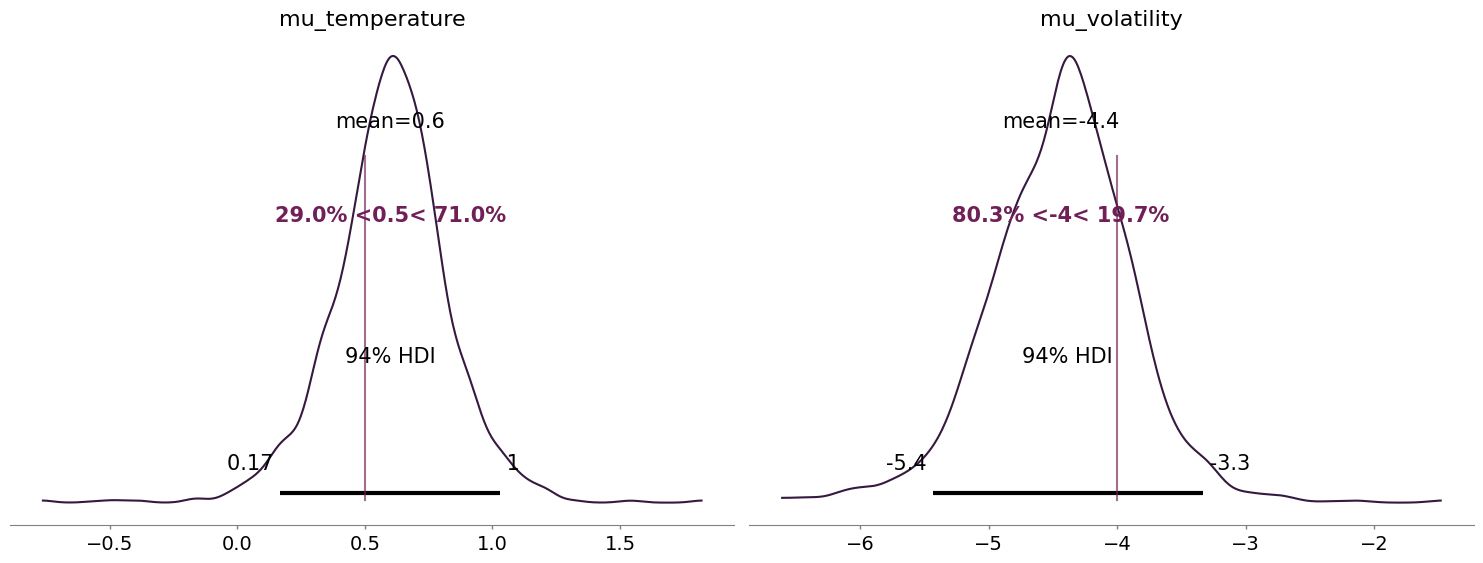 mu_temperature
mean=0.6
29.0% <0.5< 71.0%
94% HDI
0.17
1
−0.5
0.0
0.5
1.0
1.5
mu_volatility
mean=-4.4
80.3% <-4< 19.7%
94% HDI
-5.4
-3.3
−6
−5
−4
−3
−2